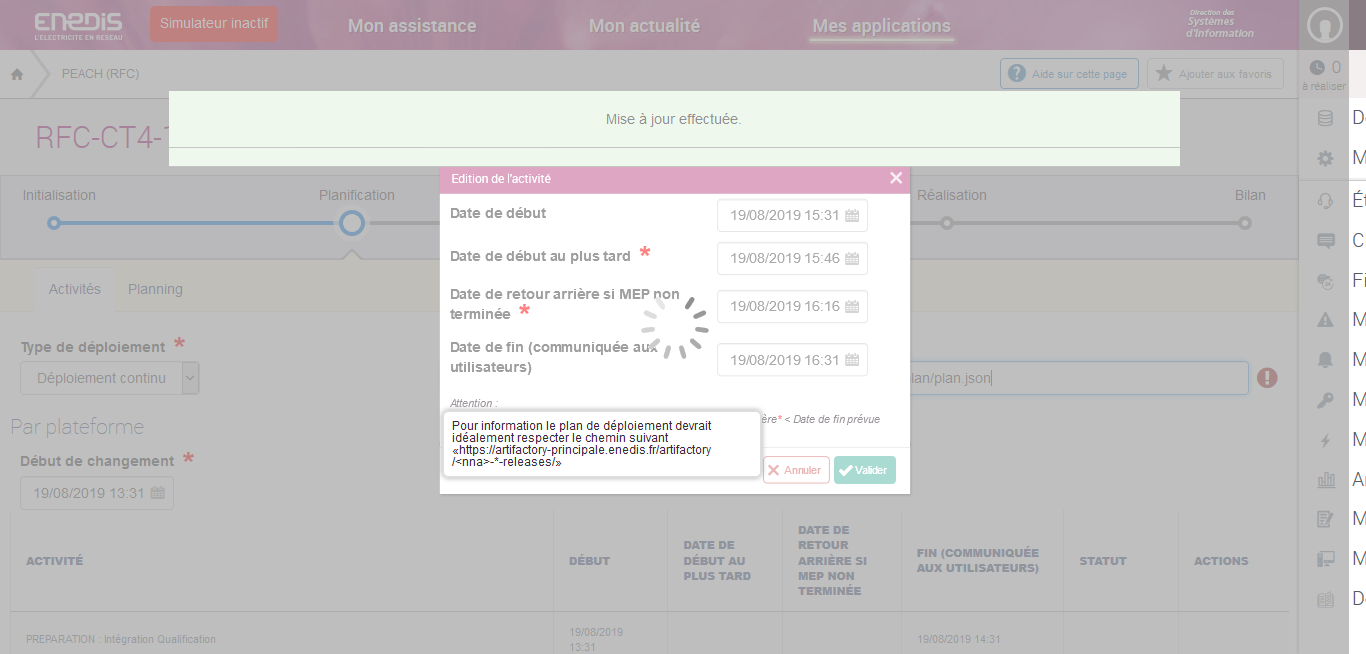 ENEDIS
L'ELECTRICITE EN RESEAU
Simulateur inactif
Mon assistance
Mon actualité
Mes applications
Direction des
Systèmes
d'Information
PEACH (RFC)
Aide sur cette page
Ajouter aux favoris
0
à réaliser
Mise à jour effectuée.
RFC-CT4-
Edition de l'activité
Initialisation
Planification
Réalisation
Bilan
Date de début
19/08/2019 15:31
Date de début au plus tard *
19/08/2019 15:46
Activités
Planning
Date de retour arrière si MEP non
terminée *
19/08/2019 16:16
Date de fin (communiquée aux
utilisateurs)
19/08/2019 16:31
Type de déploiement *
Déploiement continu
lan/plan.json
Attention :
ère* < Date de fin prévue
Pour information le plan de déploiement devrait
idéalement respecter le chemin suivant
«https://artifactory-principale.enedis.fr/artifactory
/<nna>-*-releases/»
Annuler
Valider
Par plateforme
Début de changement *
19/08/2019 13:31
ACTIVITÉ
DÉBUT
DATE DE
DÉBUT AU
PLUS TARD
DATE DE
RETOUR
ARRIÈRE SI
MEP NON
TERMINÉE
FIN (COMMUNIQUÉE
AUX UTILISATEURS)
STATUT
ACTIONS
PREPARATION : Intégration Qualification
19/08/2019
13:31
19/08/2019 14:31
D
M
Ét
C
Fi
M
M
M
M
A
M
M
D